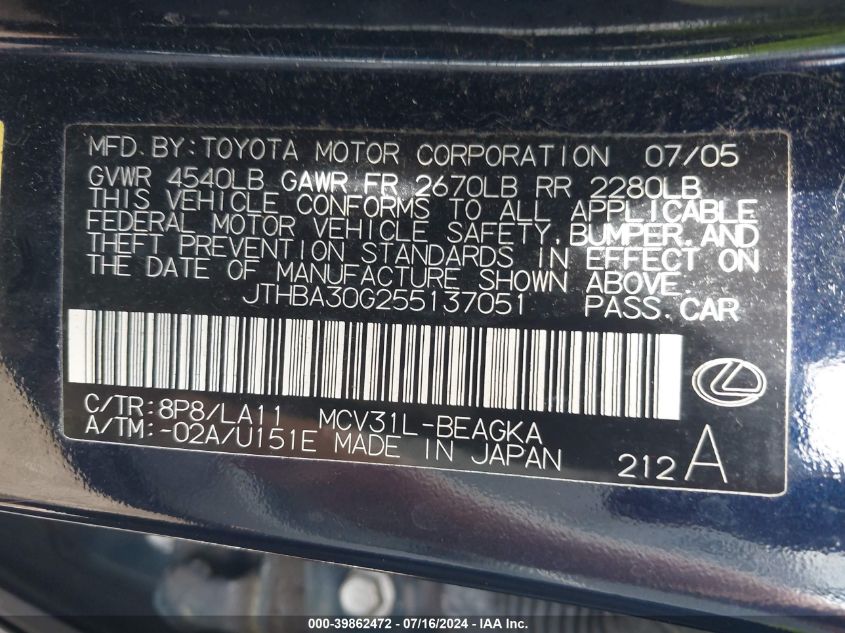 MFD.BY:TOYOTA MOTOR CORPORATION 07/05
GVWR 4540LB GAWR FR 2670LB RR 2280LB
THIS VEHICLE CONFORMS TO ALL APPLICABLE
FEDERAL MOTOR VEHICLE SAFETY,BUMPER,AND
THEFT PREVENTION STANDARDS IN EFFECT ON
THE DATE OF MANUFACTURE SHOWN ABOVE.
JTHBA30G255137051 PASS.CAR
C/TR:8P8/LA11 MCV31L-BEAGKA
A/TM:-02A/U151E MADE IN JAPAN
212 A
000-39862472 - 07/16/2024 - IAA Inc.